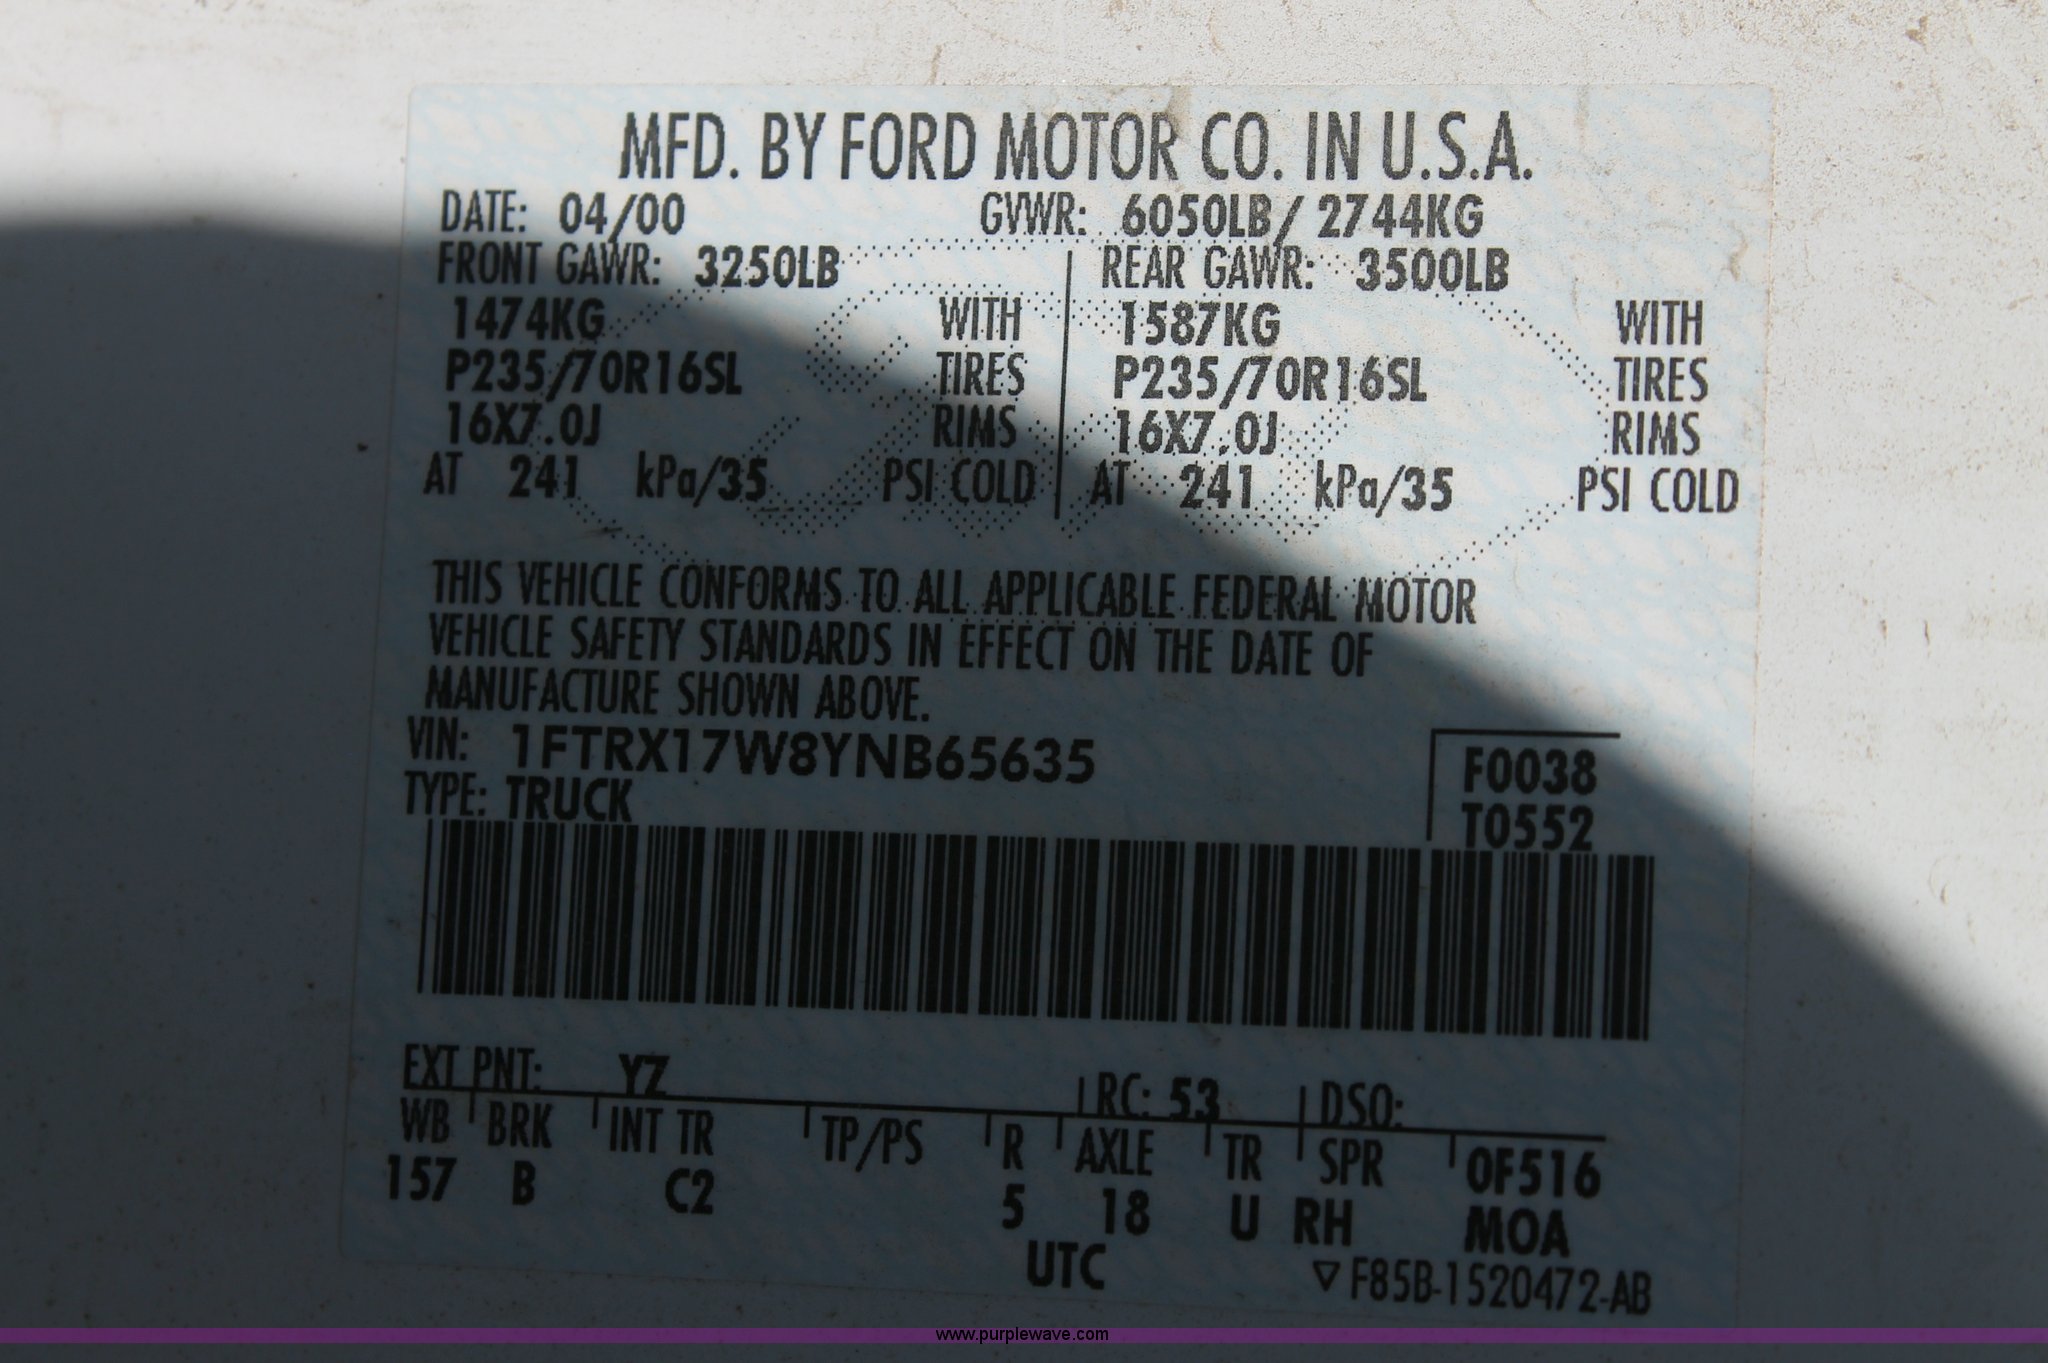 MFD. BY FORD MOTOR CO. IN U.S.A.
DATE: 04/00 GVWR: 6050LB/ 2744KG
FRONT GAWR: 3250LB REAR GAWR: 3500LB
1474KG WITH 1587KG WITH
P235/70R16SL TIRES P235/70R16SL TIRES
16X7.0J RIMS 16X7.0J RIMS
AT 241 kPa/35 PSI COLD AT 241 kPa/35 PSI COLD
THIS VEHICLE CONFORMS TO ALL APPLICABLE FEDERAL MOTOR
VEHICLE SAFETY STANDARDS IN EFFECT ON THE DATE OF
MANUFACTURE SHOWN ABOVE.
VIN: 1FTRX17W8YNB65635 F0038
TYPE: TRUCK T0552
EXT PNT: YZ RC: 53 DSO:
WB BRK INT TR TP/PS R AXLE TR SPR 0F516
157 B C2 5 18 U RH MOA
UTC ▽F85B-1520472-AB
www.purplewave.com